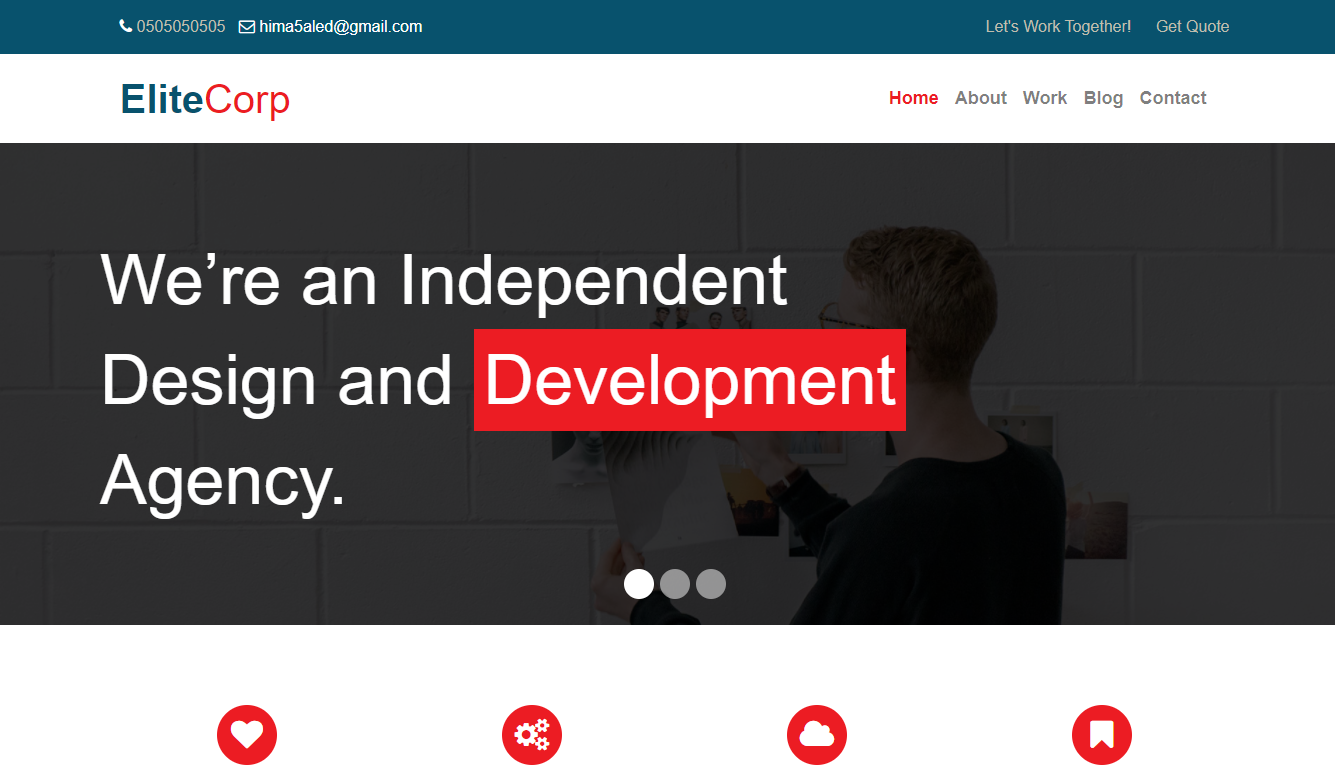 0505050505 hima5aled@gmail.com Let's Work Together! Get Quote
EliteCorp Home About Work Blog Contact
We’re an Independent
Design and Development
Agency.